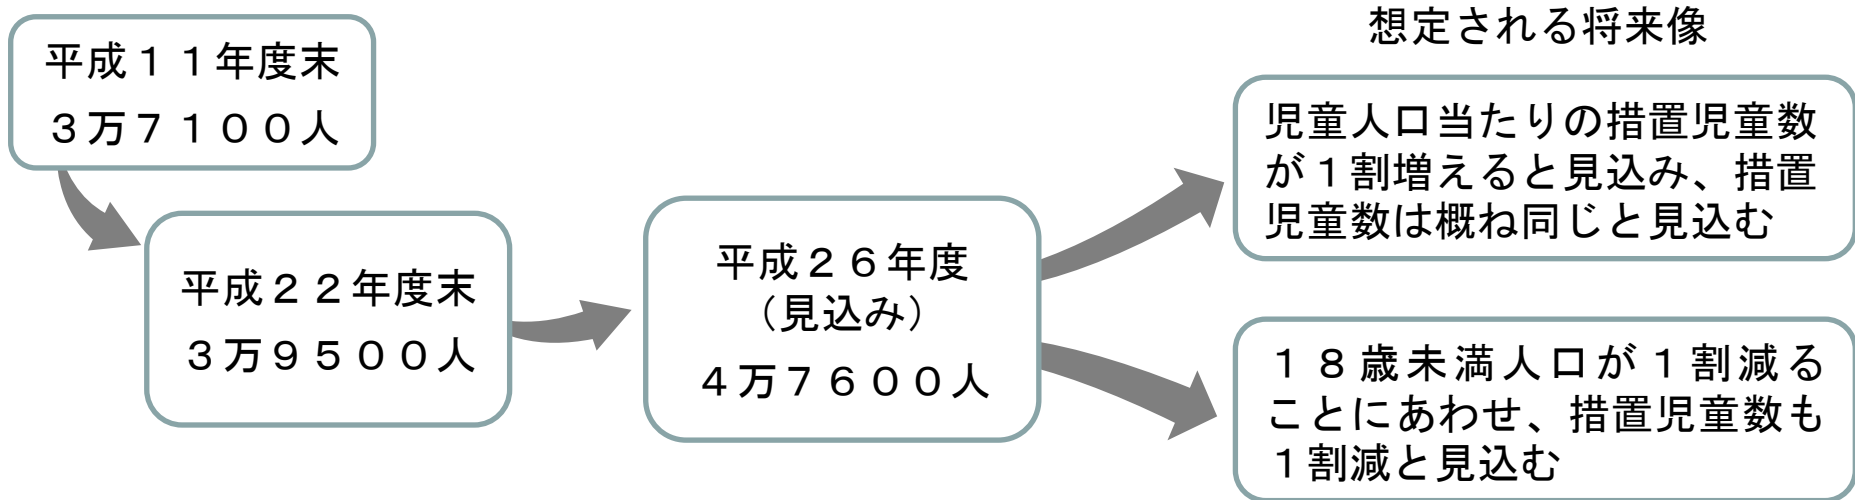 平成１１年度末
３万７１００人
平成２２年度末
３万９５００人
平成２６年度
（見込み）
４万７６００人
想定される将来像
児童人口当たりの措置児童数
が１割増えると見込み、措置
児童数は概ね同じと見込む
１８歳未満人口が１割減る
ことにあわせ、措置児童数も
１割減と見込む